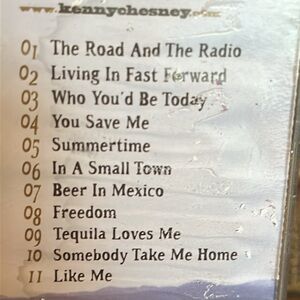 www.kennychesney.com
01 The Road And The Radio
02 Living In Fast Forward
03 Who You'd Be Today
04 You Save Me
05 Summertime
06 In A Small Town
07 Beer In Mexico
08 Freedom
09 Tequila Loves Me
10 Somebody Take Me Home
11 Like Me